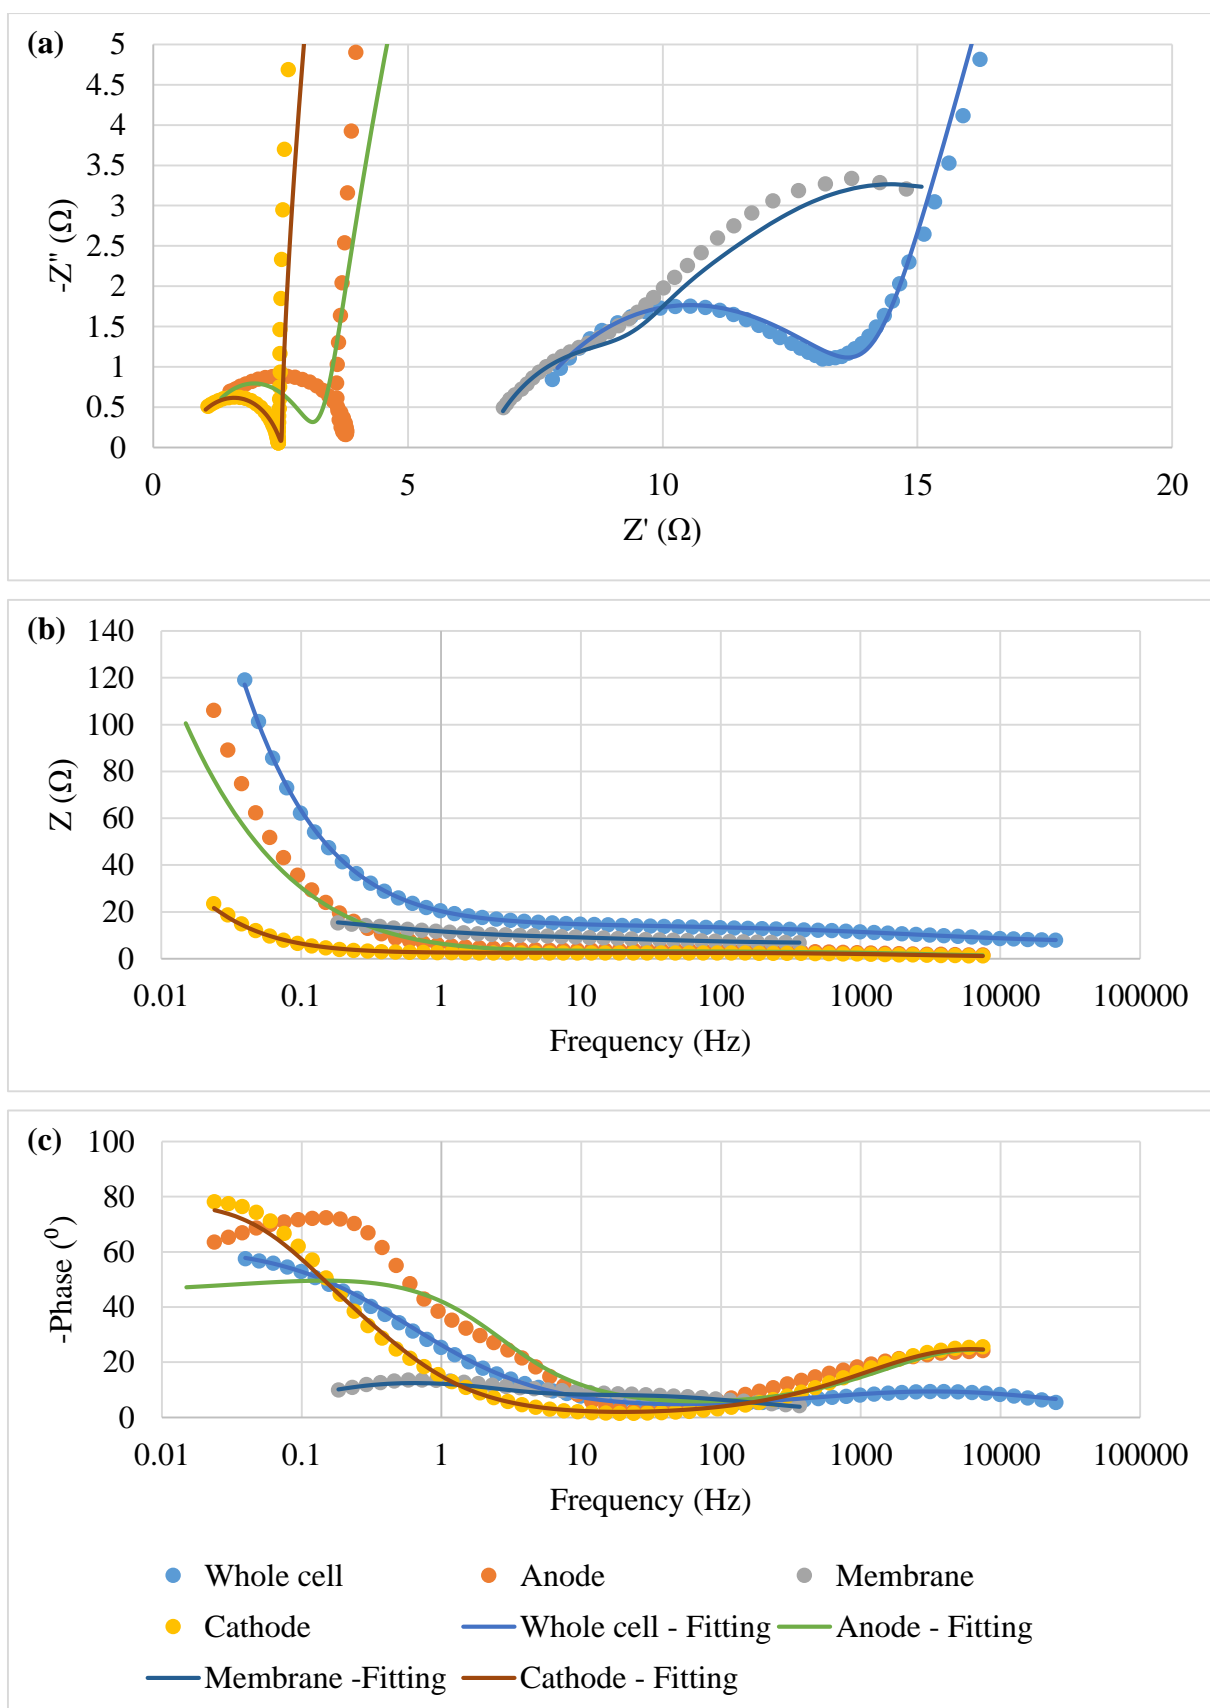 (a)
5
4.5
4
3.5
3
2.5
2
1.5
1
0.5
0
-Z" (Ω)
0 5 10 15 20
Z' (Ω)
(b)
140
120
100
80
60
40
20
0
Z (Ω)
0.01 0.1 1 10 100 1000 10000 100000
Frequency (Hz)
(c)
100
80
60
40
20
0
-Phase (⁰)
0.01 0.1 1 10 100 1000 10000 100000
Frequency (Hz)
Whole cell Anode Membrane
Cathode Whole cell - Fitting Anode - Fitting
Membrane -Fitting Cathode - Fitting